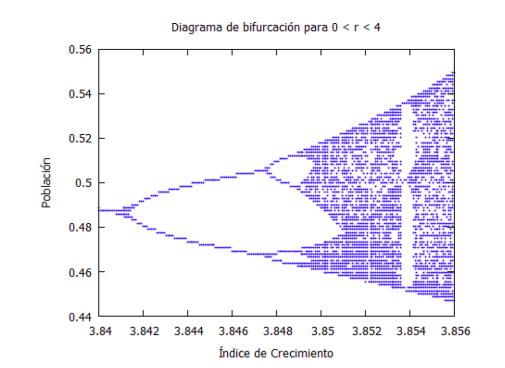 Diagrama de bifurcación para 0 < r < 4
0.56
0.54
0.52
0.5
0.48
0.46
0.44
Población
3.84 3.842 3.844 3.846 3.848 3.85 3.852 3.854 3.856
Índice de Crecimiento